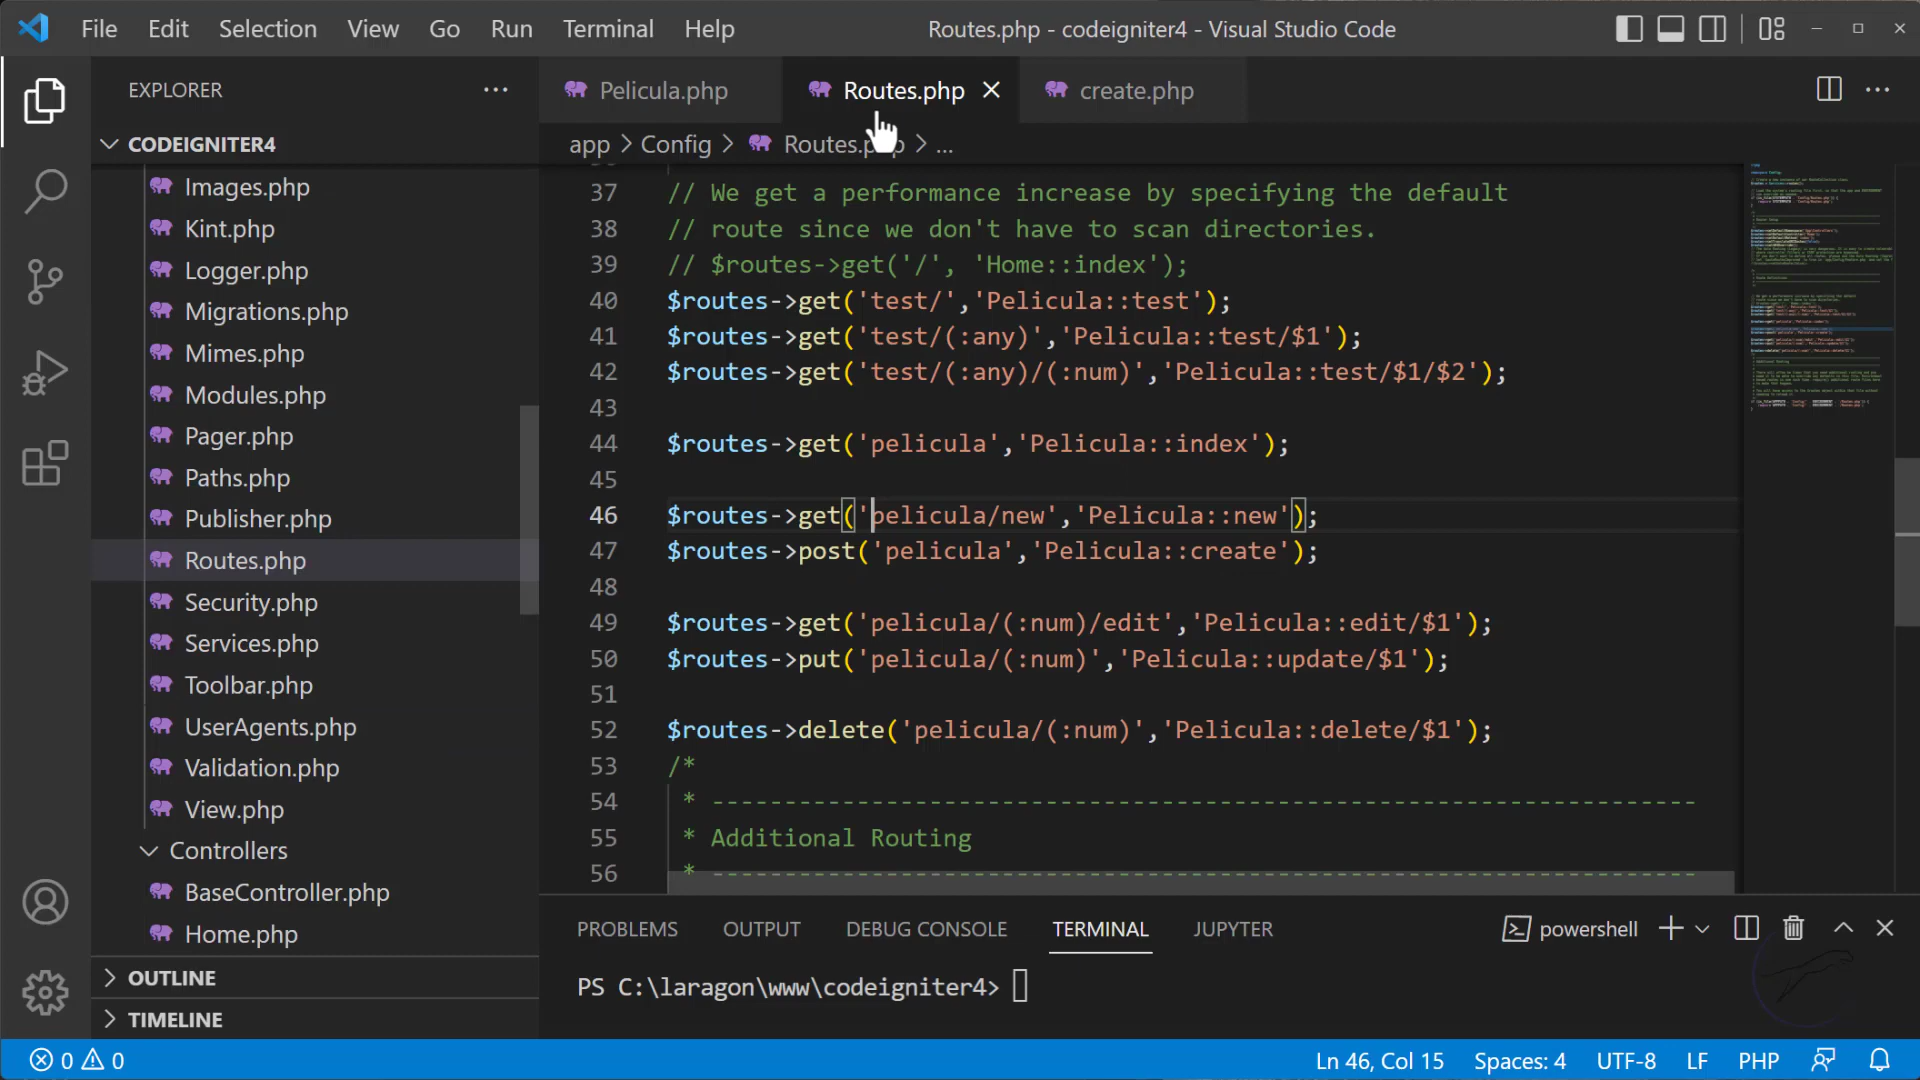 File Edit Selection View Go Run Terminal Help
Routes.php - codeigniter4 - Visual Studio Code
EXPLORER
CODEIGNITER4
Images.php
Kint.php
Logger.php
Migrations.php
Mimes.php
Modules.php
Pager.php
Paths.php
Publisher.php
Routes.php
Security.php
Services.php
Toolbar.php
UserAgents.php
Validation.php
View.php
Controllers
BaseController.php
Home.php
OUTLINE
TIMELINE
Pelicula.php Routes.php create.php
app > Config > Routes.php > ...
37 // We get a performance increase by specifying the default
38 // route since we don't have to scan directories.
39 // $routes->get('/', 'Home::index');
40 $routes->get('test/','Pelicula::test');
41 $routes->get('test/(:any)','Pelicula::test/$1');
42 $routes->get('test/(:any)/(:num)','Pelicula::test/$1/$2');
43
44 $routes->get('pelicula','Pelicula::index');
45
46 $routes->get('pelicula/new','Pelicula::new');
47 $routes->post('pelicula','Pelicula::create');
48
49 $routes->get('pelicula/(:num)/edit','Pelicula::edit/$1');
50 $routes->put('pelicula/(:num)','Pelicula::update/$1');
51
52 $routes->delete('pelicula/(:num)','Pelicula::delete/$1');
53 /*
54 * --------------------------------------------------------------------
55 * Additional Routing
56 * --------------------------------------------------------------------
PROBLEMS OUTPUT DEBUG CONSOLE TERMINAL JUPYTER powershell
PS C:\laragon\www\codeigniter4>
0 0 Ln 46, Col 15 Spaces: 4 UTF-8 LF PHP